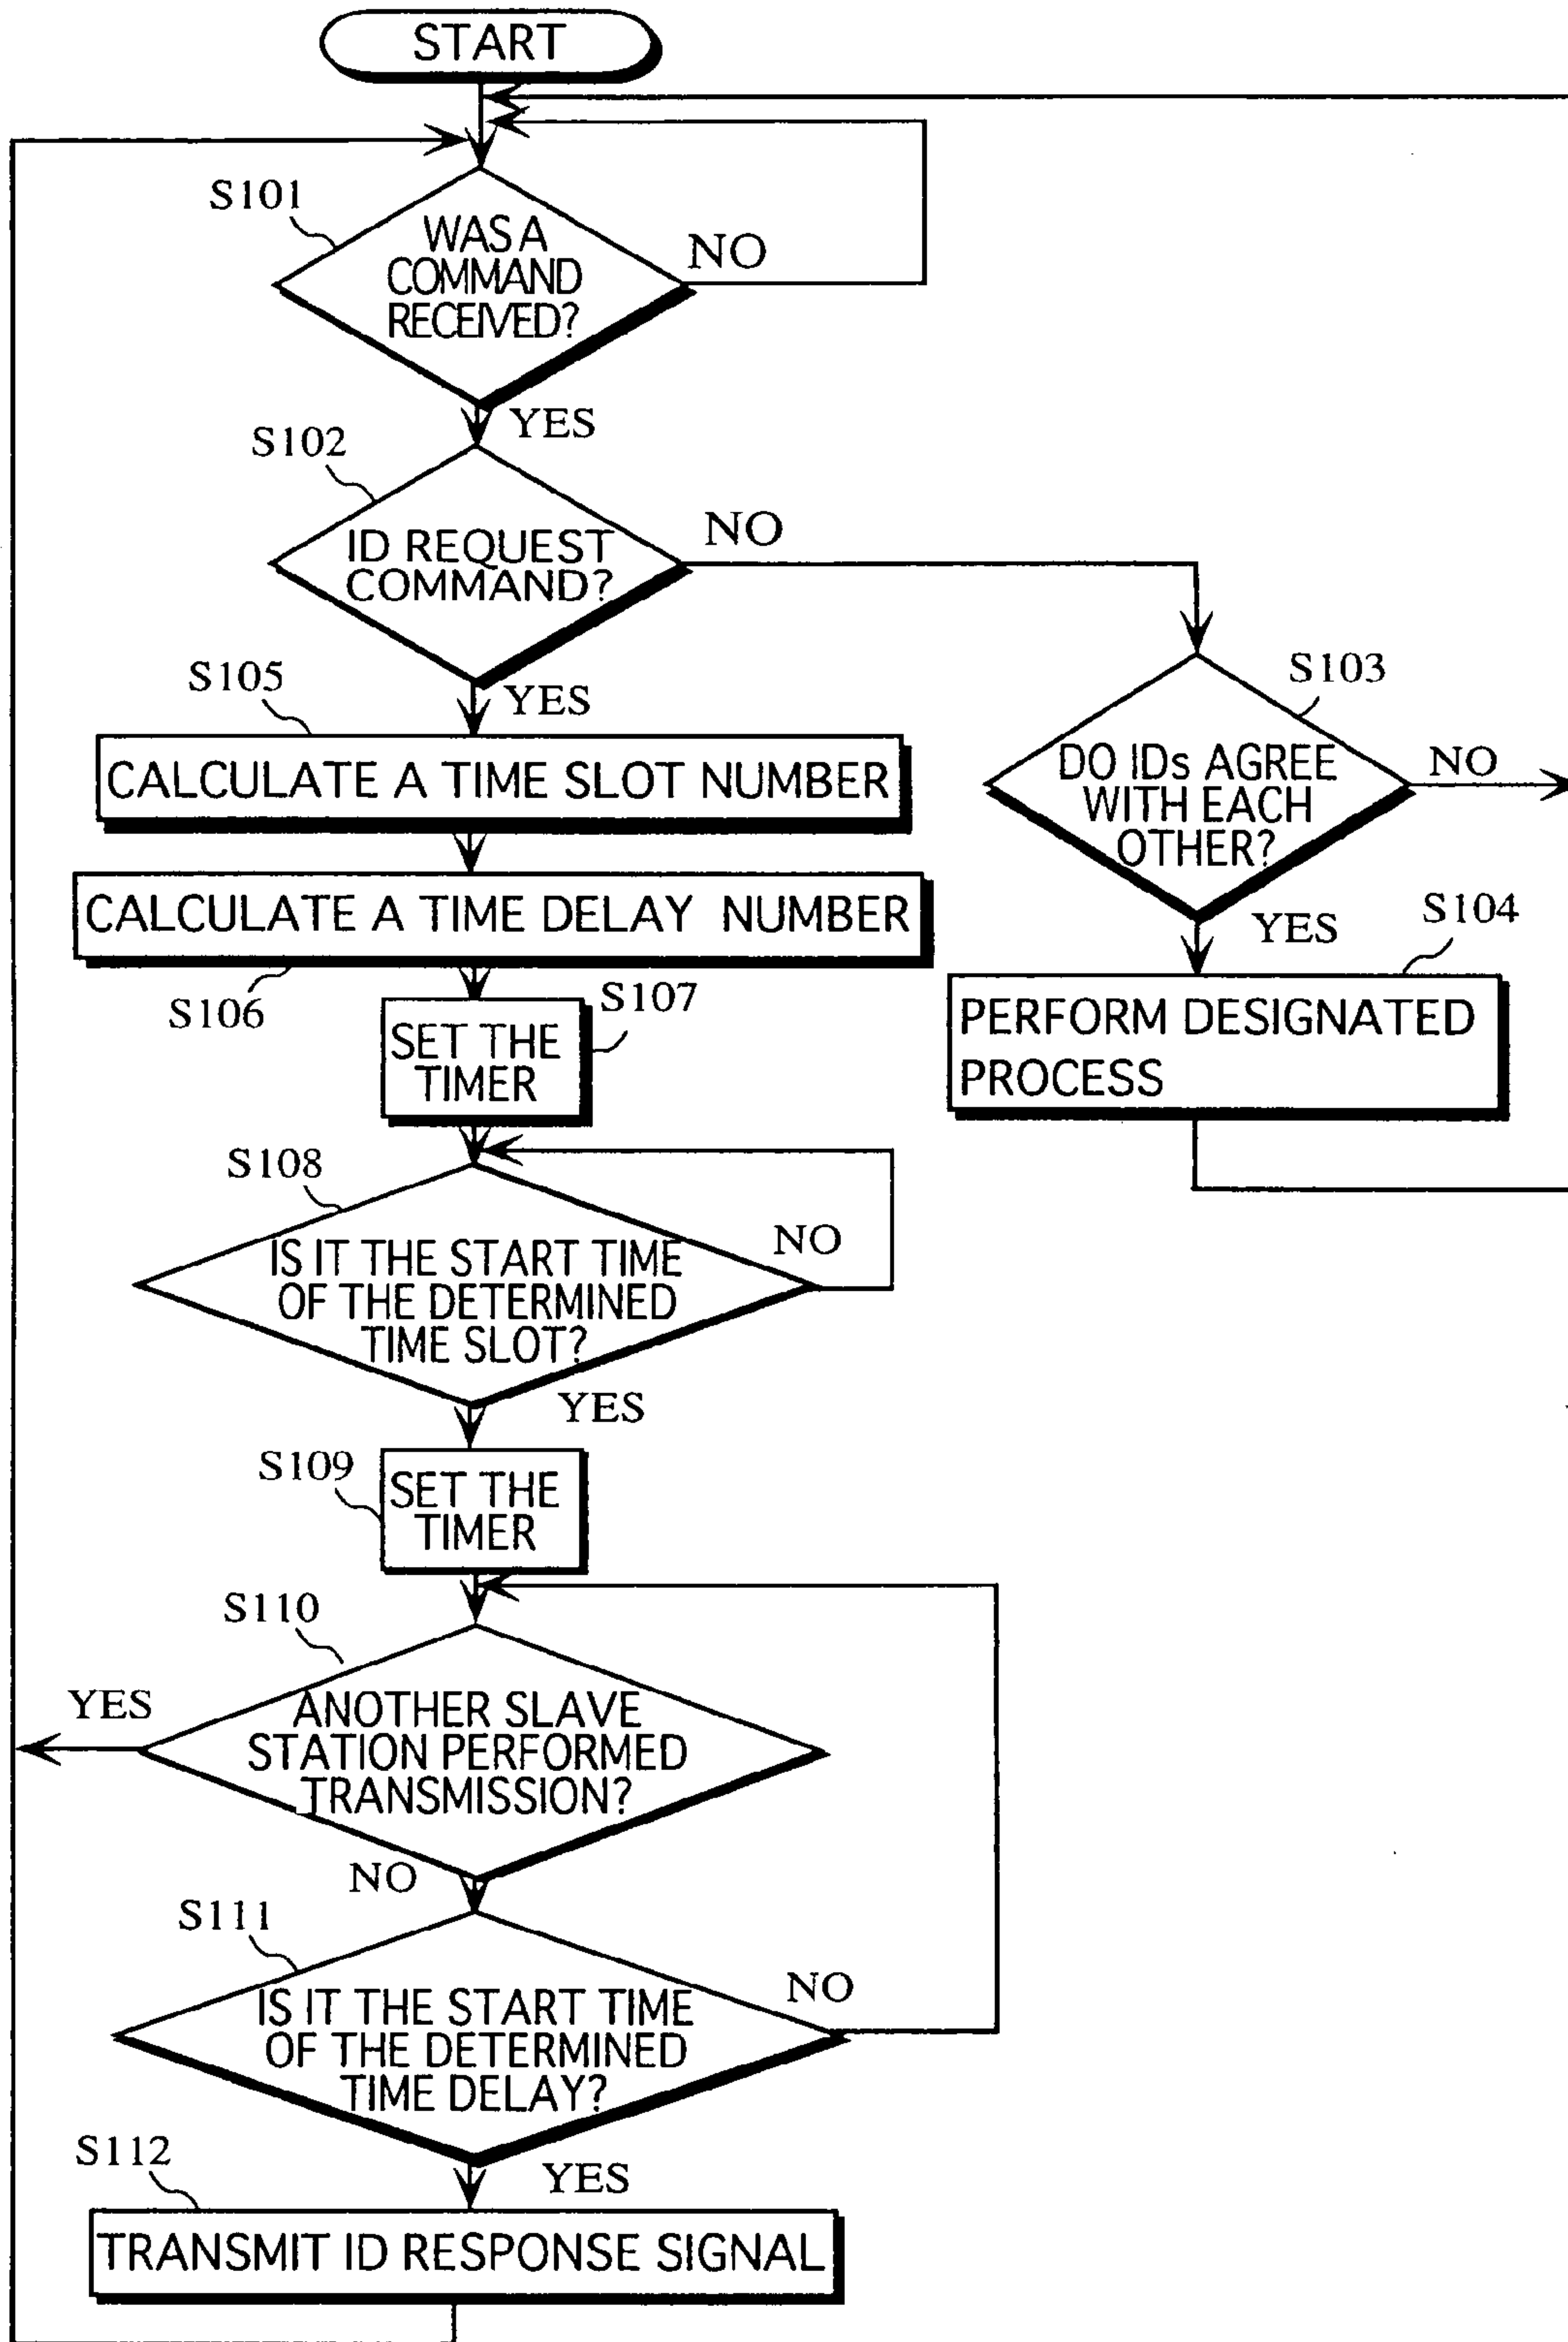 START
S101
WAS A
COMMAND
RECEIVED?
NO
YES
S102
ID REQUEST
COMMAND?
NO
YES
S103
DO IDs AGREE
WITH EACH
OTHER?
NO
YES
S104
PERFORM DESIGNATED
PROCESS
S105
CALCULATE A TIME SLOT NUMBER
CALCULATE A TIME DELAY NUMBER
S106
S107
SET THE
TIMER
S108
IS IT THE START TIME
OF THE DETERMINED
TIME SLOT?
NO
YES
S109
SET THE
TIMER
S110
YES
ANOTHER SLAVE
STATION PERFORMED
TRANSMISSION?
NO
S111
IS IT THE START TIME
OF THE DETERMINED
TIME DELAY?
NO
YES
S112
TRANSMIT ID RESPONSE SIGNAL